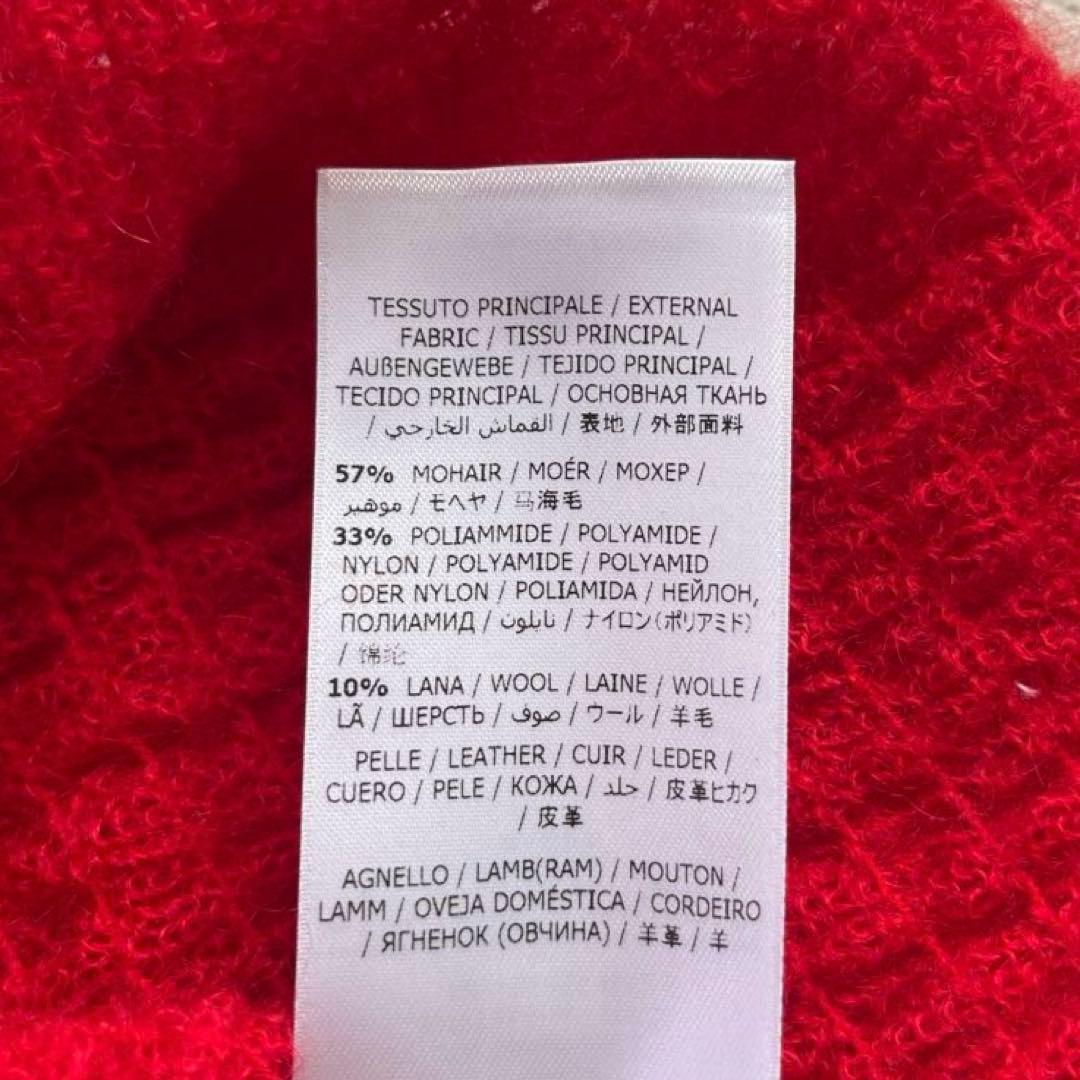 TESSUTO PRINCIPALE / EXTERNAL
FABRIC / TISSU PRINCIPAL /
AUßENGEWEBE / TEJIDO PRINCIPAL /
TECIDO PRINCIPAL / ОСНОВНАЯ ТКАНЬ
/ القماش الخارجي / 表地 / 外部面料
57% MOHAIR / MOÉR / МОХЕР /
موهير / モヘヤ / 马海毛
33% POLIAMMIDE / POLYAMIDE /
NYLON / POLYAMIDE / POLYAMID
ODER NYLON / POLIAMIDA / НЕЙЛОН,
ПОЛИАМИД / نايلون / ナイロン(ポリアミド)
/ 锦纶
10% LANA / WOOL / LAINE / WOLLE /
LÃ / ШЕРСТЬ / صوف / ウール / 羊毛
PELLE / LEATHER / CUIR / LEDER /
CUERO / PELE / КОЖА / جلد / 皮革ヒカク
/ 皮革
AGNELLO / LAMB(RAM) / MOUTON /
LAMM / OVEJA DOMÉSTICA / CORDEIRO
/ ЯГНЕНОК (ОВЧИНА) / 羊革 / 羊